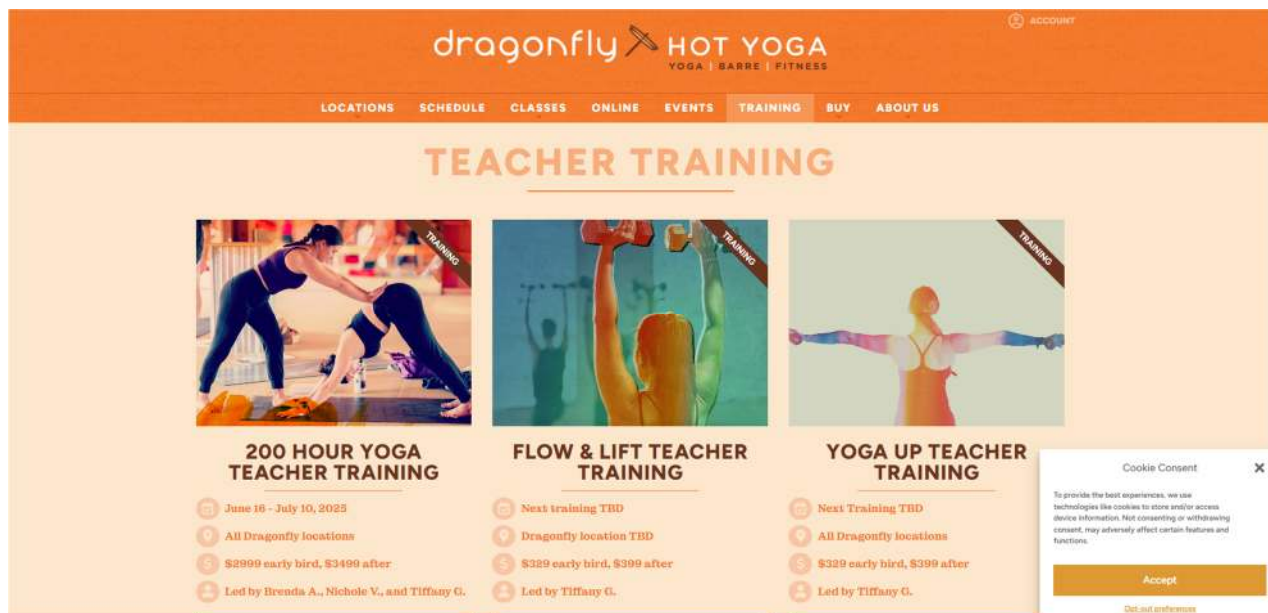 ACCOUNT
dragonfly HOT YOGA
YOGA | BARRE | FITNESS
LOCATIONS SCHEDULE CLASSES ONLINE EVENTS TRAINING BUY ABOUT US
TEACHER TRAINING
TRAINING
TRAINING
TRAINING
200 HOUR YOGA
TEACHER TRAINING
June 16 - July 10, 2025
All Dragonfly locations
$2999 early bird, $3499 after
Led by Brenda A., Nichole V., and Tiffany G.
FLOW & LIFT TEACHER
TRAINING
Next training TBD
Dragonfly location TBD
$329 early bird, $399 after
Led by Tiffany G.
YOGA UP TEACHER
TRAINING
Next Training TBD
All Dragonfly locations
$329 early bird, $399 after
Led by Tiffany G.
Cookie Consent
To provide the best experiences, we use
technologies like cookies to store and/or access
device information. Not consenting or withdrawing
consent, may adversely affect certain features and
functions.
Accept
Opt-out preferences